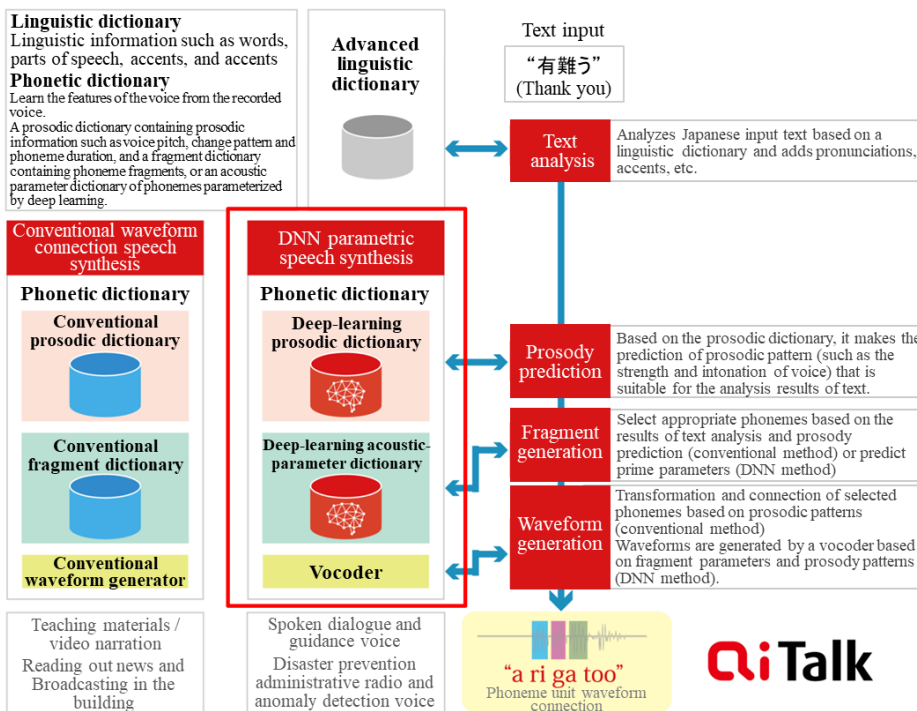 Linguistic dictionary
Linguistic information such as words,
parts of speech, accents, and accents
Phonetic dictionary
Learn the features of the voice from the recorded
voice.
A prosodic dictionary containing prosodic
information such as voice pitch, change pattern and
phoneme duration, and a fragment dictionary
containing phoneme fragments, or an acoustic
parameter dictionary of phonemes parameterized
by deep learning.
Advanced
linguistic
dictionary
Text input
“有難う”
(Thank you)
Text
analysis
Analyzes Japanese input text based on a
linguistic dictionary and adds pronunciations,
accents, etc.
Conventional waveform
connection speech
synthesis
Phonetic dictionary
Conventional
prosodic dictionary
Conventional
fragment dictionary
Conventional
waveform generator
DNN parametric
speech synthesis
Phonetic dictionary
Deep-learning
prosodic dictionary
Deep-learning acoustic-
parameter dictionary
Vocoder
Prosody
prediction
Based on the prosodic dictionary, it makes the
prediction of prosodic pattern (such as the
strength and intonation of voice) that is
suitable for the analysis results of text.
Fragment
generation
Select appropriate phonemes based on the
results of text analysis and prosody
prediction (conventional method) or predict
prime parameters (DNN method)
Waveform
generation
Transformation and connection of selected
phonemes based on prosodic patterns
(conventional method)
Waveforms are generated by a vocoder based
on fragment parameters and prosody patterns
(DNN method).
Teaching materials /
video narration
Reading out news and
Broadcasting in the
building
Spoken dialogue and
guidance voice
Disaster prevention
administrative radio and
anomaly detection voice
“a ri ga too”
Phoneme unit waveform
connection
AiTalk